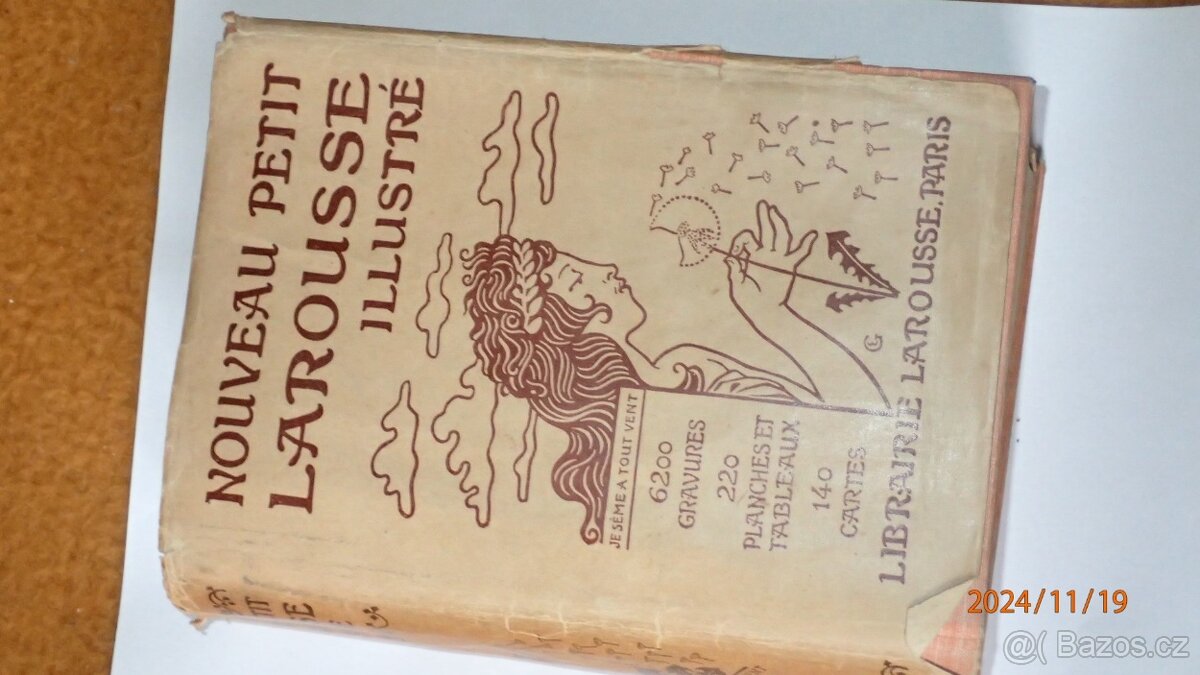 NOUVEAU PETIT
LAROUSSE
ILLUSTRÉ
JE SÈME A TOUT VENT
6200
GRAVURES
220
PLANCHES ET
TABLEAUX
140
CARTES
LIBRAIRIE LAROUSSE. PARIS
2024/11/19
@( Bazos.cz